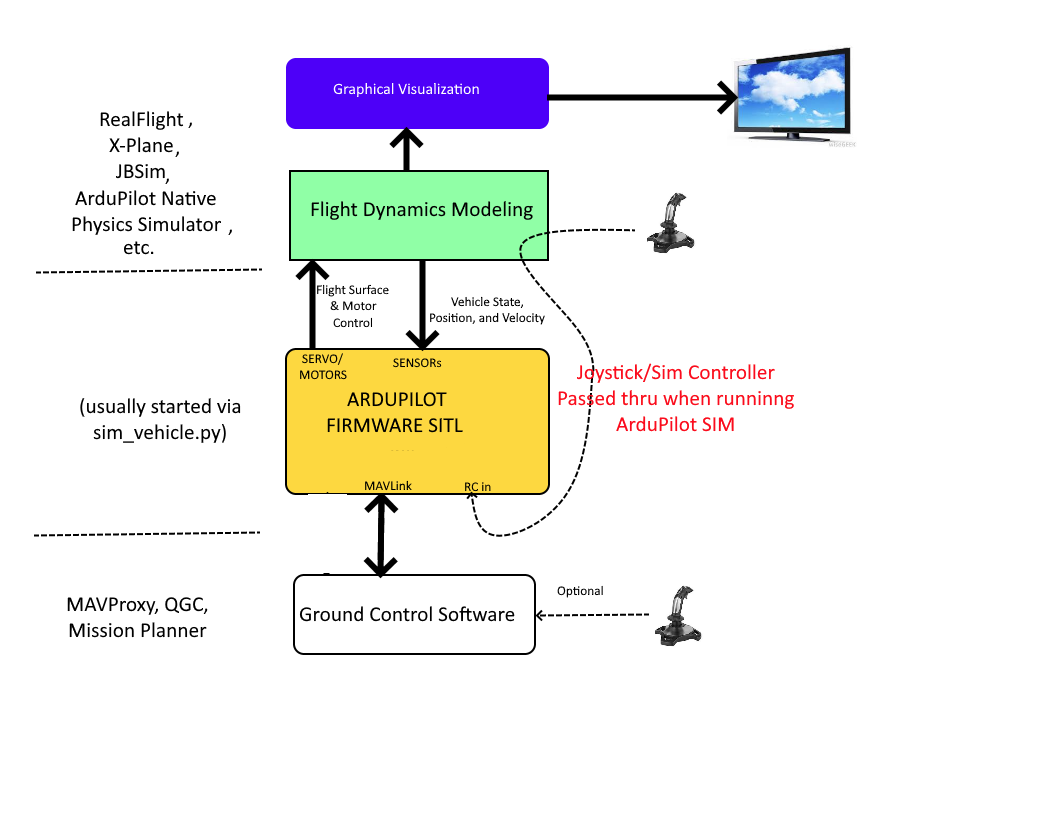 Graphical Visualization
RealFlight ,
X-Plane,
JBSim,
ArduPilot Native
Physics Simulator ,
etc.
Flight Dynamics Modeling
Flight Surface
& Motor
Control
Vehicle State,
Position, and Velocity
SERVO/
MOTORS
SENSORs
ARDUPILOT
FIRMWARE SITL
.....
MAVLink
RC in
(usually started via
sim_vehicle.py)
Joystick/Sim Controller
Passed thru when runninng
ArduPilot SIM
MAVProxy, QGC,
Mission Planner
Ground Control Software
Optional